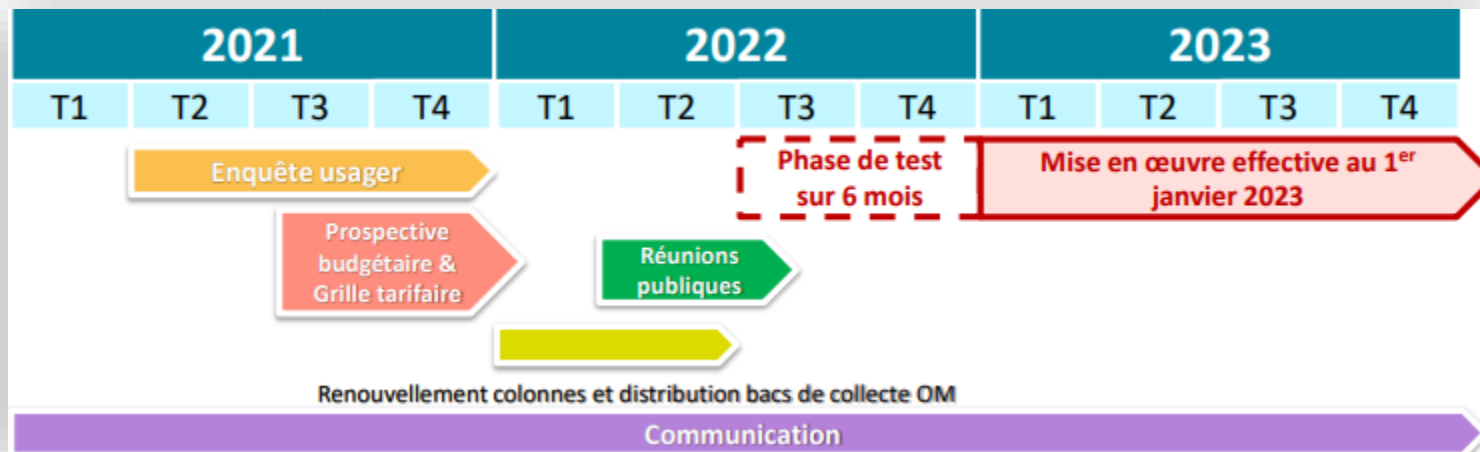 2021 2022 2023
T1 T2 T3 T4 T1 T2 T3 T4 T1 T2 T3 T4
Enquête usager
Phase de test
sur 6 mois
Mise en œuvre effective au 1er
janvier 2023
Prospective
budgétaire &
Grille tarifaire
Réunions
publiques
Renouvellement colonnes et distribution bacs de collecte OM
Communication